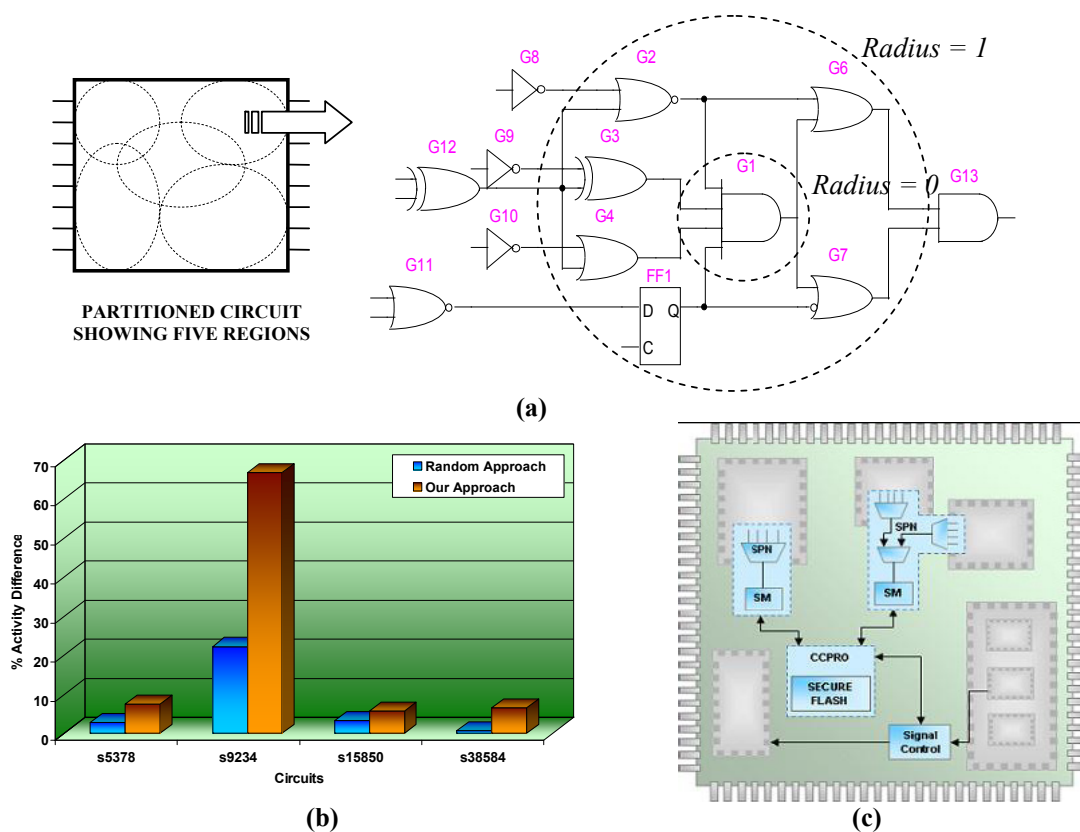 Radius = 1
G8
G2
G6
G12
G9
G3
G1
G13
Radius = 0
G10
G4
G7
G11
FF1
D
Q
C
PARTITIONED CIRCUIT
SHOWING FIVE REGIONS
(a)
70
60
50
40
30
20
10
0
% Activity Difference
Random Approach
Our Approach
s5378
s9234
s15850
s38584
Circuits
(b)
SPN
SPN
SM
SM
CCPRO
SECURE
FLASH
Signal
Control
(c)